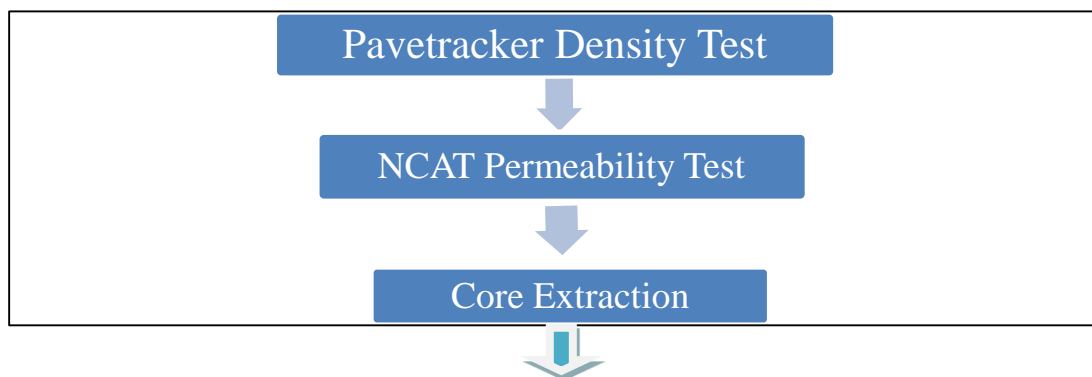 Pavetracker Density Test
NCAT Permeability Test
Core Extraction